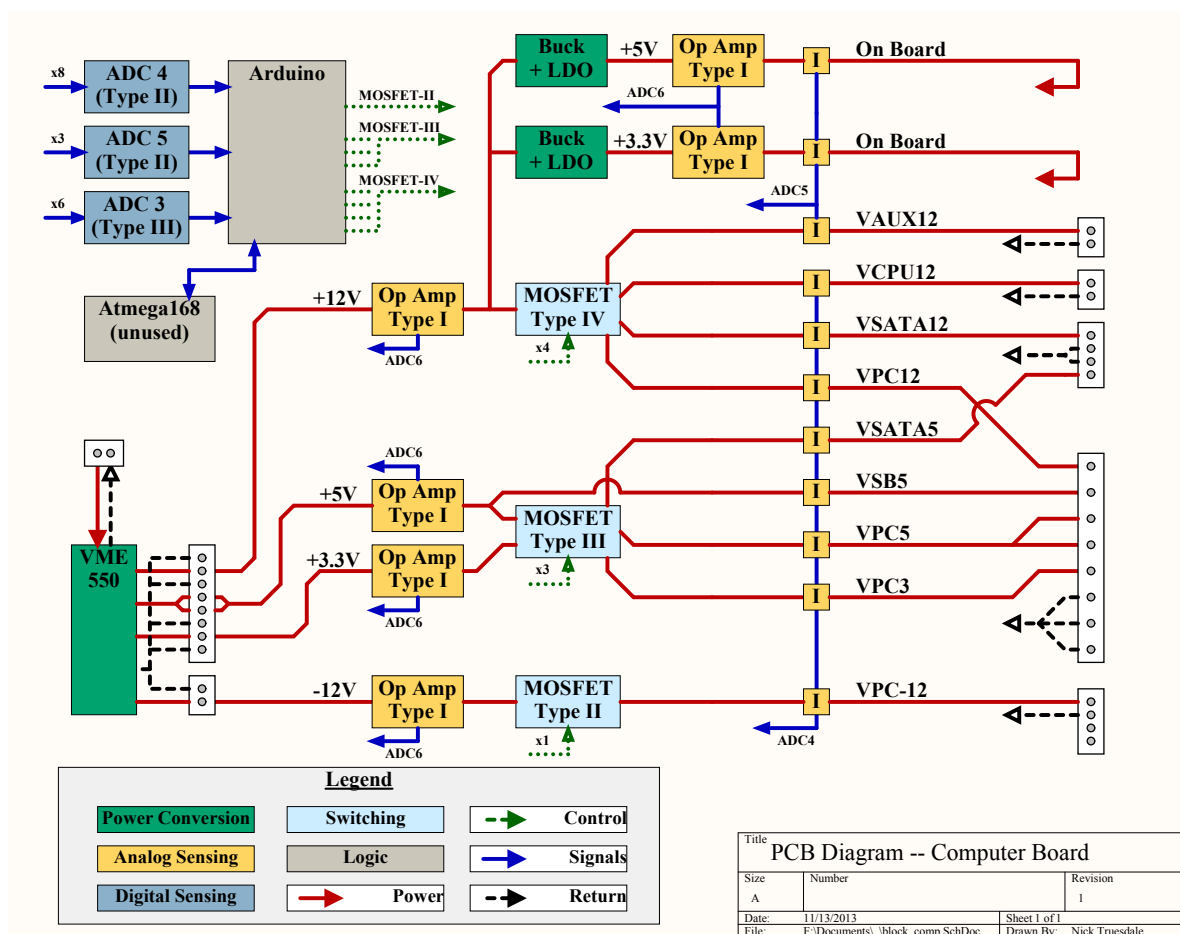 x8
ADC 4
(Type II)
x3
ADC 5
(Type II)
x6
ADC 3
(Type III)
Arduino
MOSFET-II
MOSFET-III
MOSFET-IV
Atmega168
(unused)
Buck
+ LDO
+5V
Op Amp
Type I
I
On Board
ADC6
Buck
+ LDO
+3.3V
Op Amp
Type I
I
On Board
ADC5
I
VAUX12
+12V
Op Amp
Type I
ADC6
MOSFET
Type IV
x4
I
VCPU12
I
VSATA12
I
VPC12
I
VSATA5
ADC6
+5V
Op Amp
Type I
I
VSB5
MOSFET
Type III
x3
I
VPC5
+3.3V
Op Amp
Type I
ADC6
I
VPC3
VME
550
-12V
Op Amp
Type I
ADC6
MOSFET
Type II
x1
I
VPC-12
ADC4
Legend
Power Conversion
Switching
Control
Analog Sensing
Logic
Signals
Digital Sensing
Power
Return
Title
PCB Diagram -- Computer Board
Size
Number
Revision
A
1
Date:
11/13/2013
Sheet 1 of 1
File:
E:\Documents\..\block_comp.SchDoc
Drawn By:
Nick Truesdale